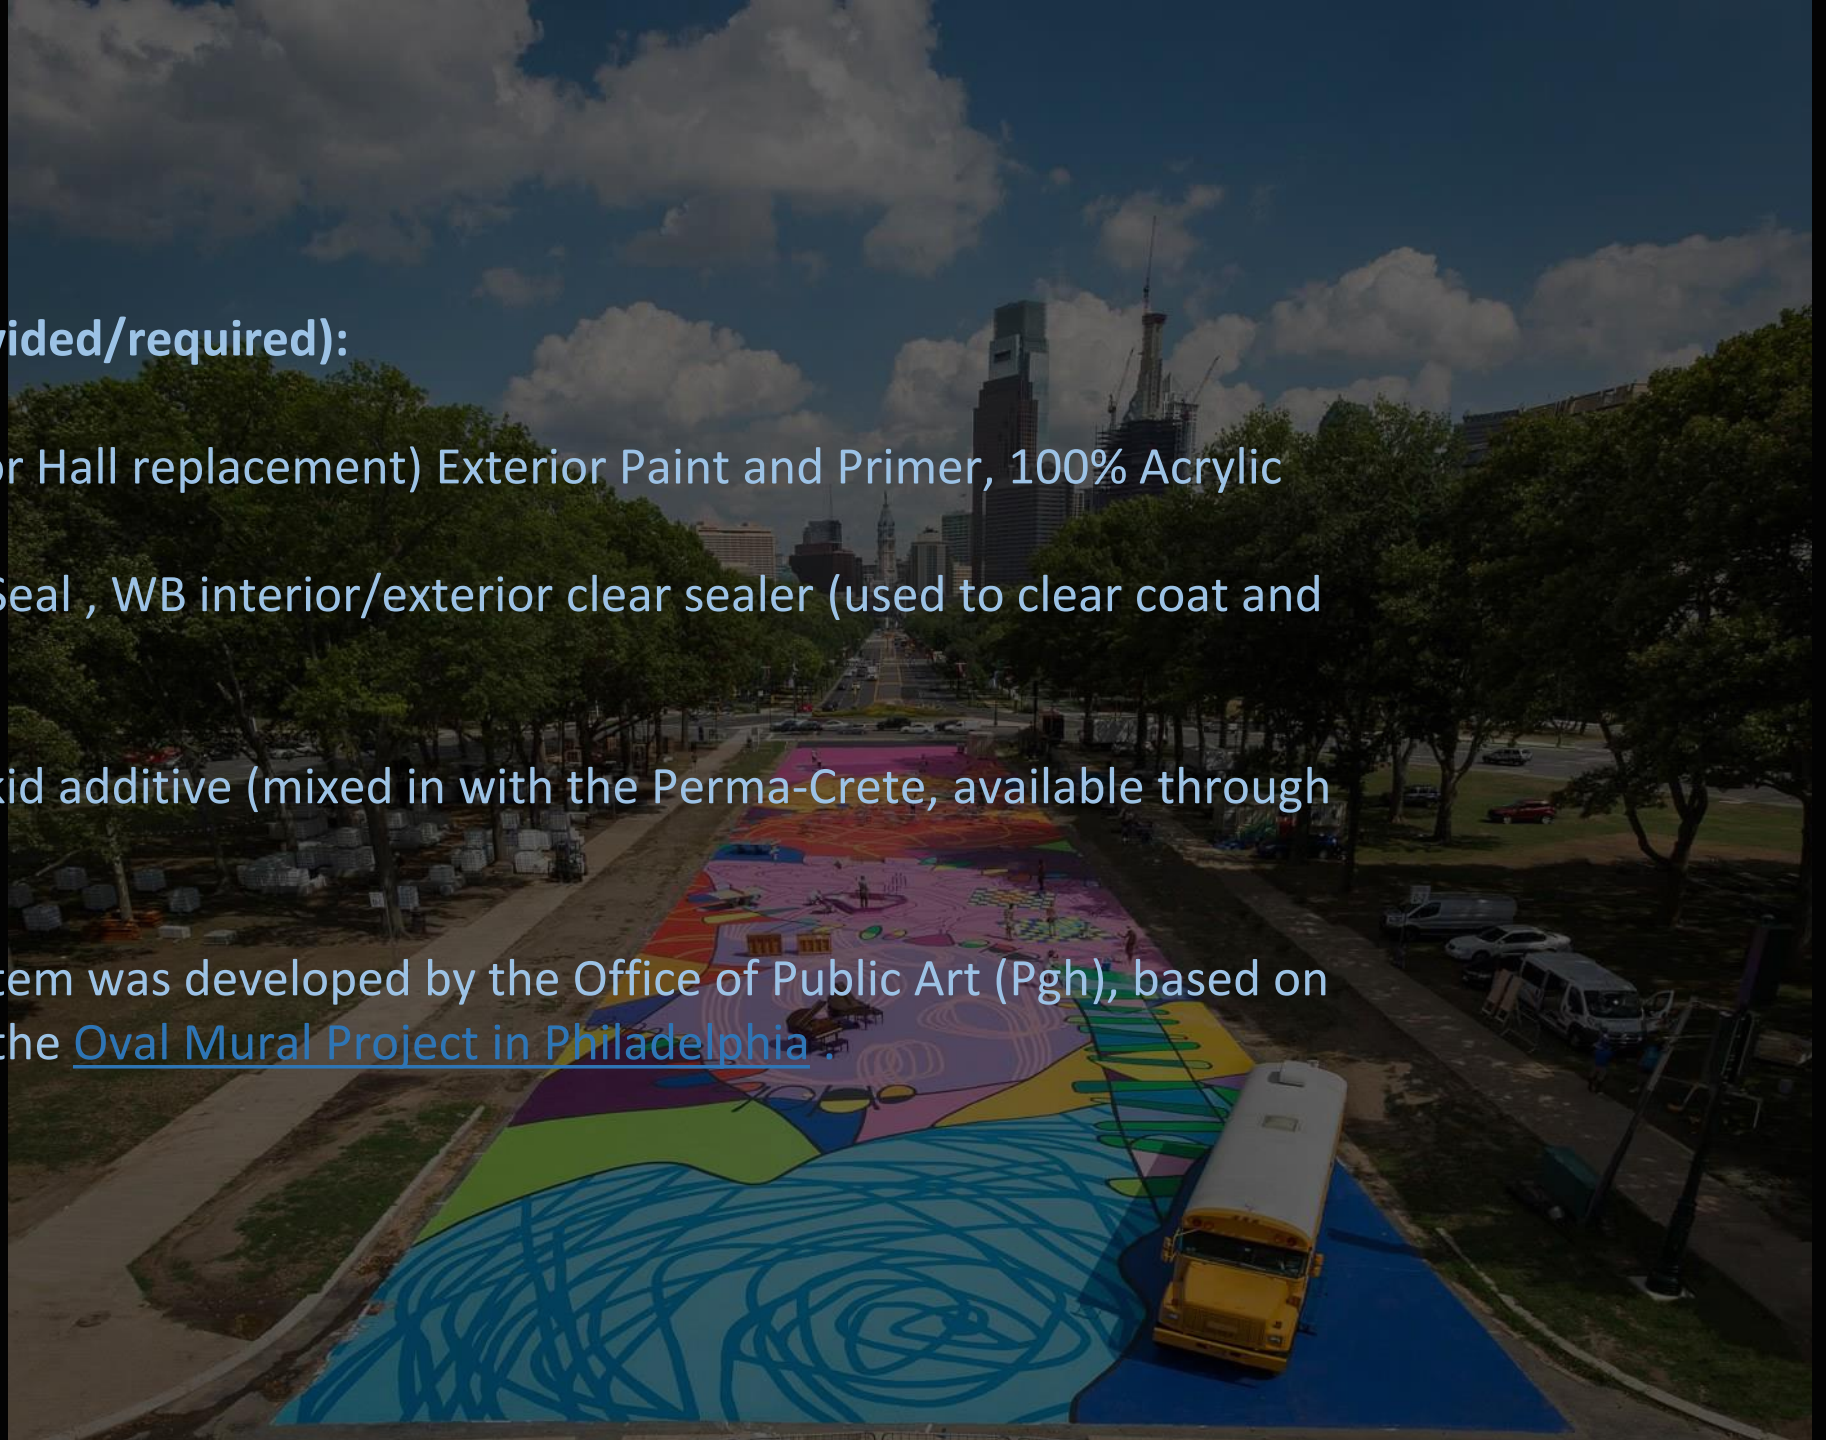 vided/required):
or Hall replacement) Exterior Paint and Primer, 100% Acrylic
Seal , WB interior/exterior clear sealer (used to clear coat and
kid additive (mixed in with the Perma-Crete, available through
tem was developed by the Office of Public Art (Pgh), based on
the Oval Mural Project in Philadelphia .